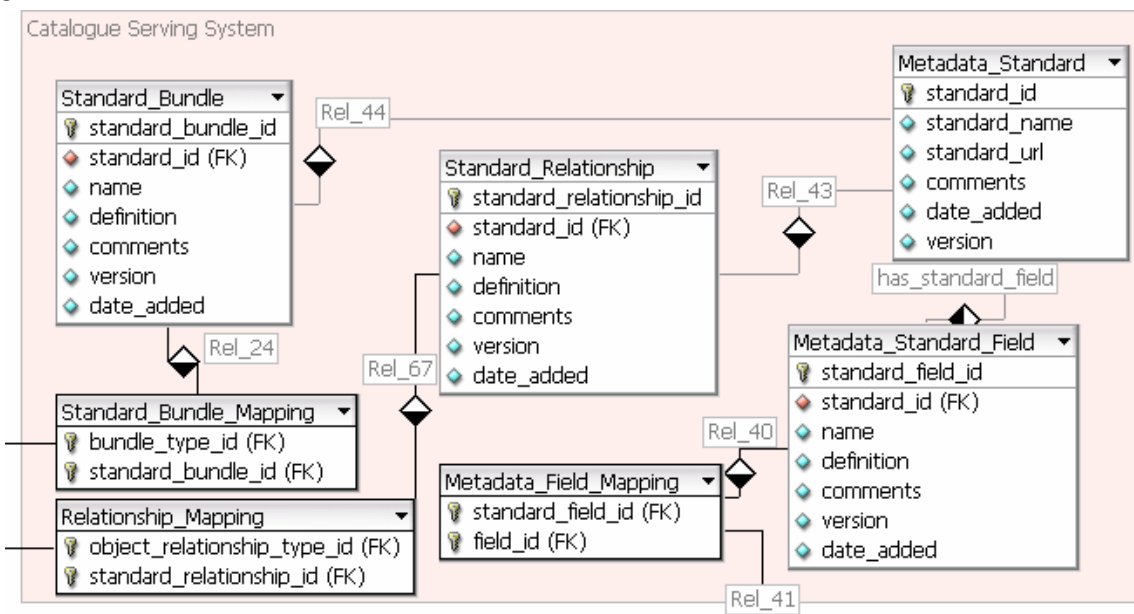 Catalogue Serving System
Standard_Bundle
standard_bundle_id
standard_id (FK)
name
definition
comments
version
date_added
Rel_44
Metadata_Standard
standard_id
standard_name
standard_url
comments
date_added
version
Standard_Relationship
standard_relationship_id
standard_id (FK)
name
definition
comments
version
date_added
Rel_43
has_standard_field
Rel_24
Rel_67
Metadata_Standard_Field
standard_field_id
standard_id (FK)
name
definition
comments
version
date_added
Standard_Bundle_Mapping
bundle_type_id (FK)
standard_bundle_id (FK)
Rel_40
Metadata_Field_Mapping
standard_field_id (FK)
field_id (FK)
Relationship_Mapping
object_relationship_type_id (FK)
standard_relationship_id (FK)
Rel_41